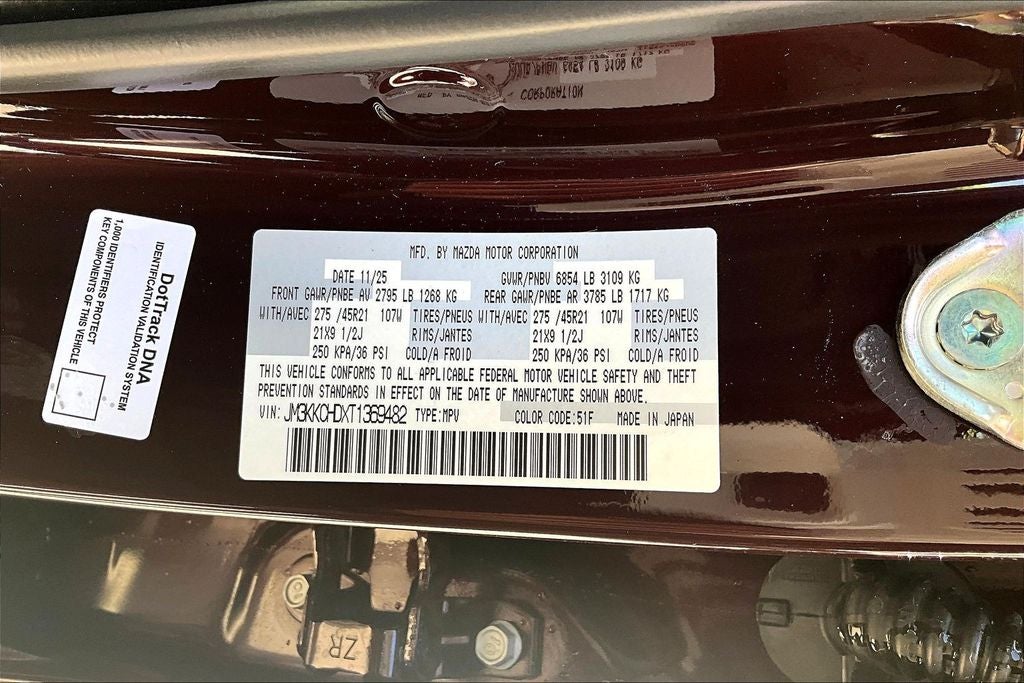 MFD. BY MAZDA MOTOR CORPORATION
DATE 11/25 GVWR/PNBV 6854 LB 3109 KG
FRONT GAWR/PNBE AV 2795 LB 1268 KG REAR GAWR/PNBE AR 3785 LB 1717 KG
WITH/AVEC 275 /45R21 107W TIRES/PNEUS WITH/AVEC 275 /45R21 107W TIRES/PNEUS
21X9 1/2J RIMS/JANTES 21X9 1/2J RIMS/JANTES
250 KPA/36 PSI COLD/A FROID 250 KPA/36 PSI COLD/A FROID
THIS VEHICLE CONFORMS TO ALL APPLICABLE FEDERAL MOTOR VEHICLE SAFETY AND THEFT
PREVENTION STANDARDS IN EFFECT ON THE DATE OF MANUFACTURE SHOWN ABOVE.
VIN: JM3KKCHDXT1369482 TYPE:MPV COLOR CODE:51F MADE IN JAPAN
DotTrack DNA
IDENTIFICATION VALIDATION SYSTEM
1,000 IDENTIFIERS PROTECT
KEY COMPONENTS OF THIS VEHICLE
ZR